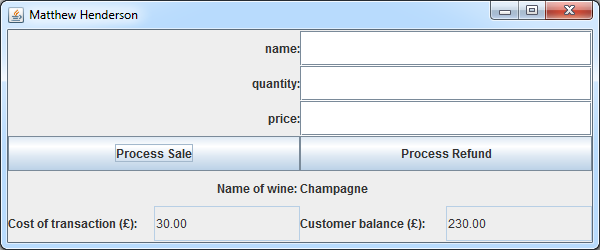 Matthew Henderson
name:
quantity:
price:
Process Sale Process Refund
Name of wine: Champagne
Cost of transaction (£): 30.00 Customer balance (£): 230.00